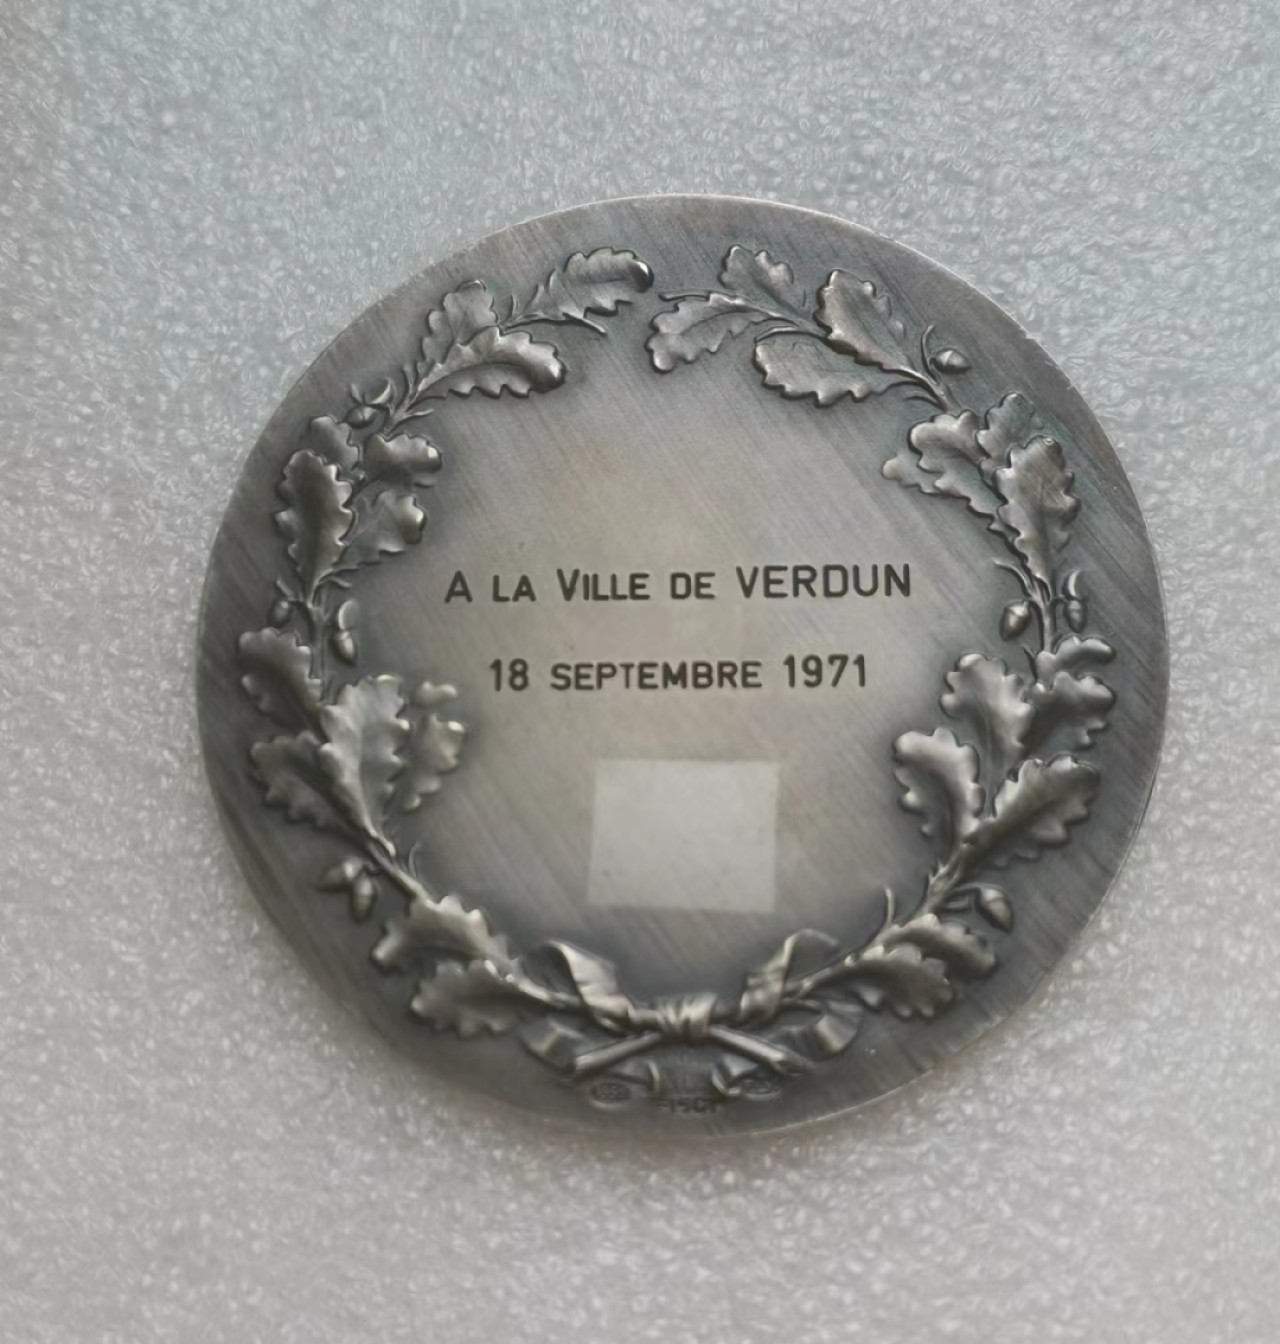 A LA VILLE DE VERDUN
18 SEPTEMBRE 1971